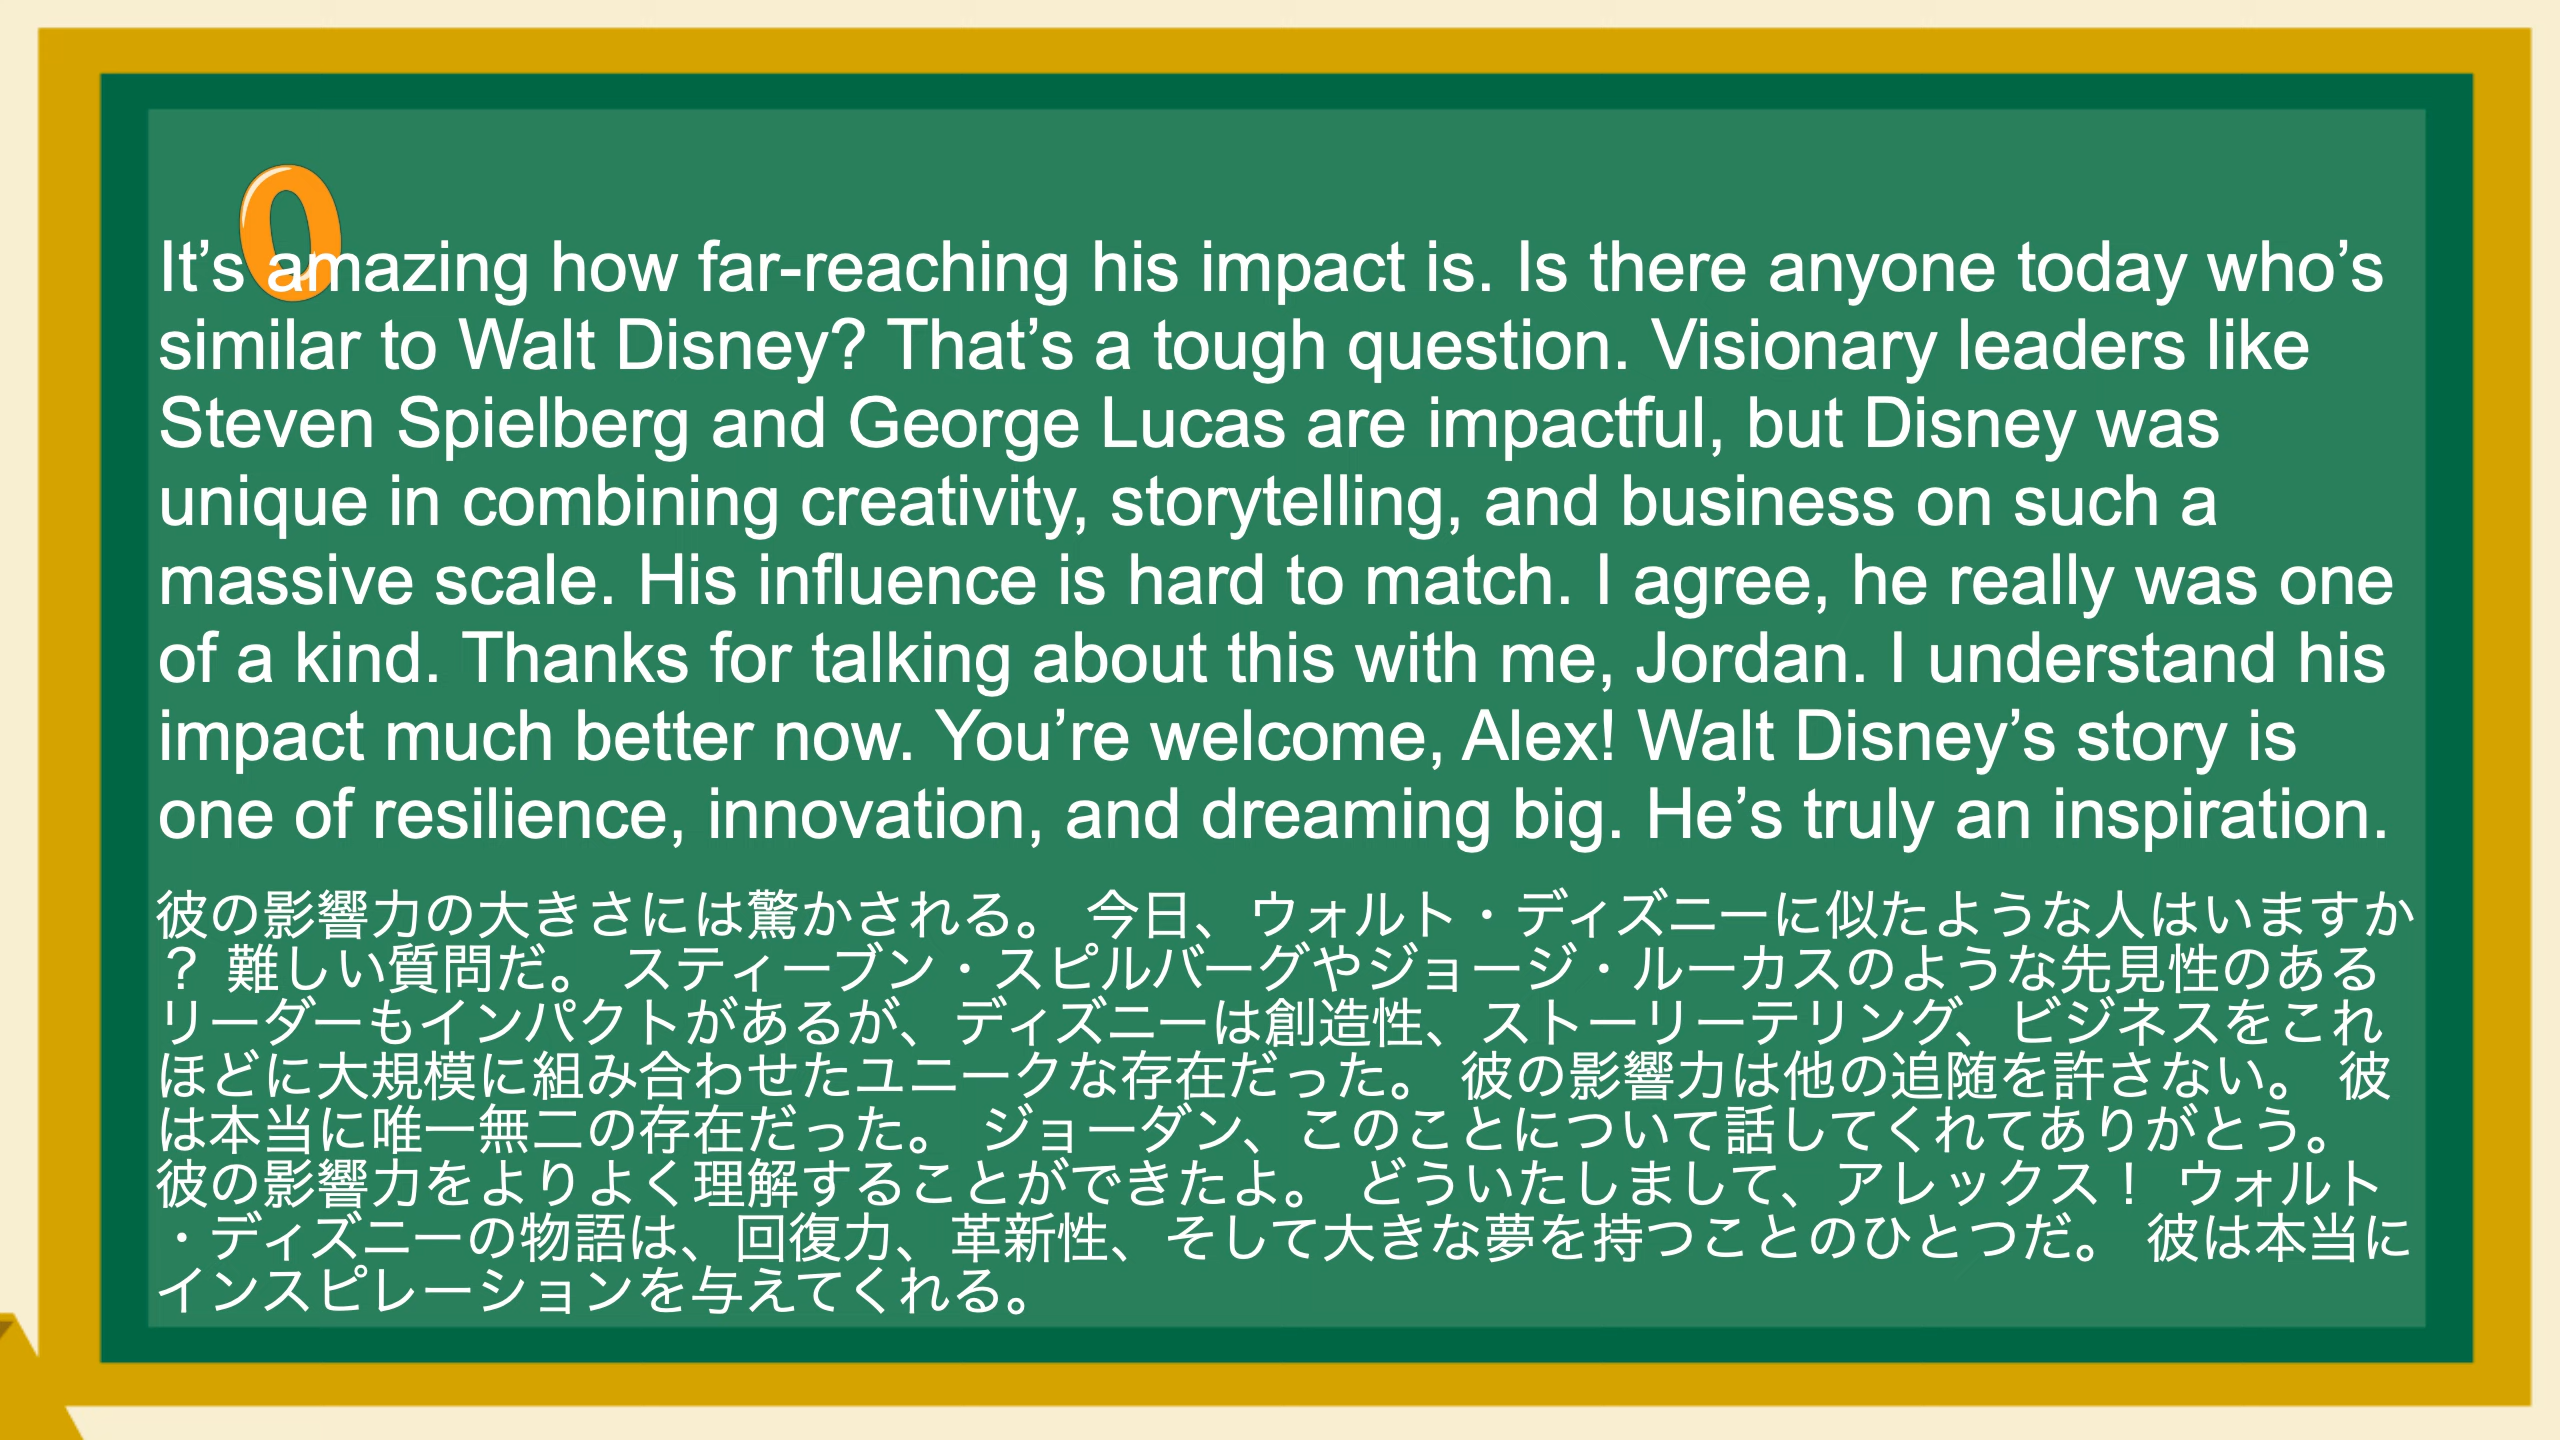 0
It’s amazing how far-reaching his impact is. Is there anyone today who’s
similar to Walt Disney? That’s a tough question. Visionary leaders like
Steven Spielberg and George Lucas are impactful, but Disney was
unique in combining creativity, storytelling, and business on such a
massive scale. His influence is hard to match. I agree, he really was one
of a kind. Thanks for talking about this with me, Jordan. I understand his
impact much better now. You’re welcome, Alex! Walt Disney’s story is
one of resilience, innovation, and dreaming big. He’s truly an inspiration.
彼の影響力の大きさには驚かされる。 今日、ウォルト・ディズニーに似たような人はいますか
？ 難しい質問だ。 スティーブン・スピルバーグやジョージ・ルーカスのような先見性のある
リーダーもインパクトがあるが、ディズニーは創造性、ストーリーテリング、ビジネスをこれ
ほどに大規模に組み合わせたユニークな存在だった。 彼の影響力は他の追随を許さない。 彼
は本当に唯一無二の存在だった。 ジョーダン、このことについて話してくれてありがとう。
彼の影響力をよりよく理解することができたよ。 どういたしまして、アレックス！ ウォルト
・ディズニーの物語は、回復力、革新性、そして大きな夢を持つことのひとつだ。 彼は本当に
インスピレーションを与えてくれる。